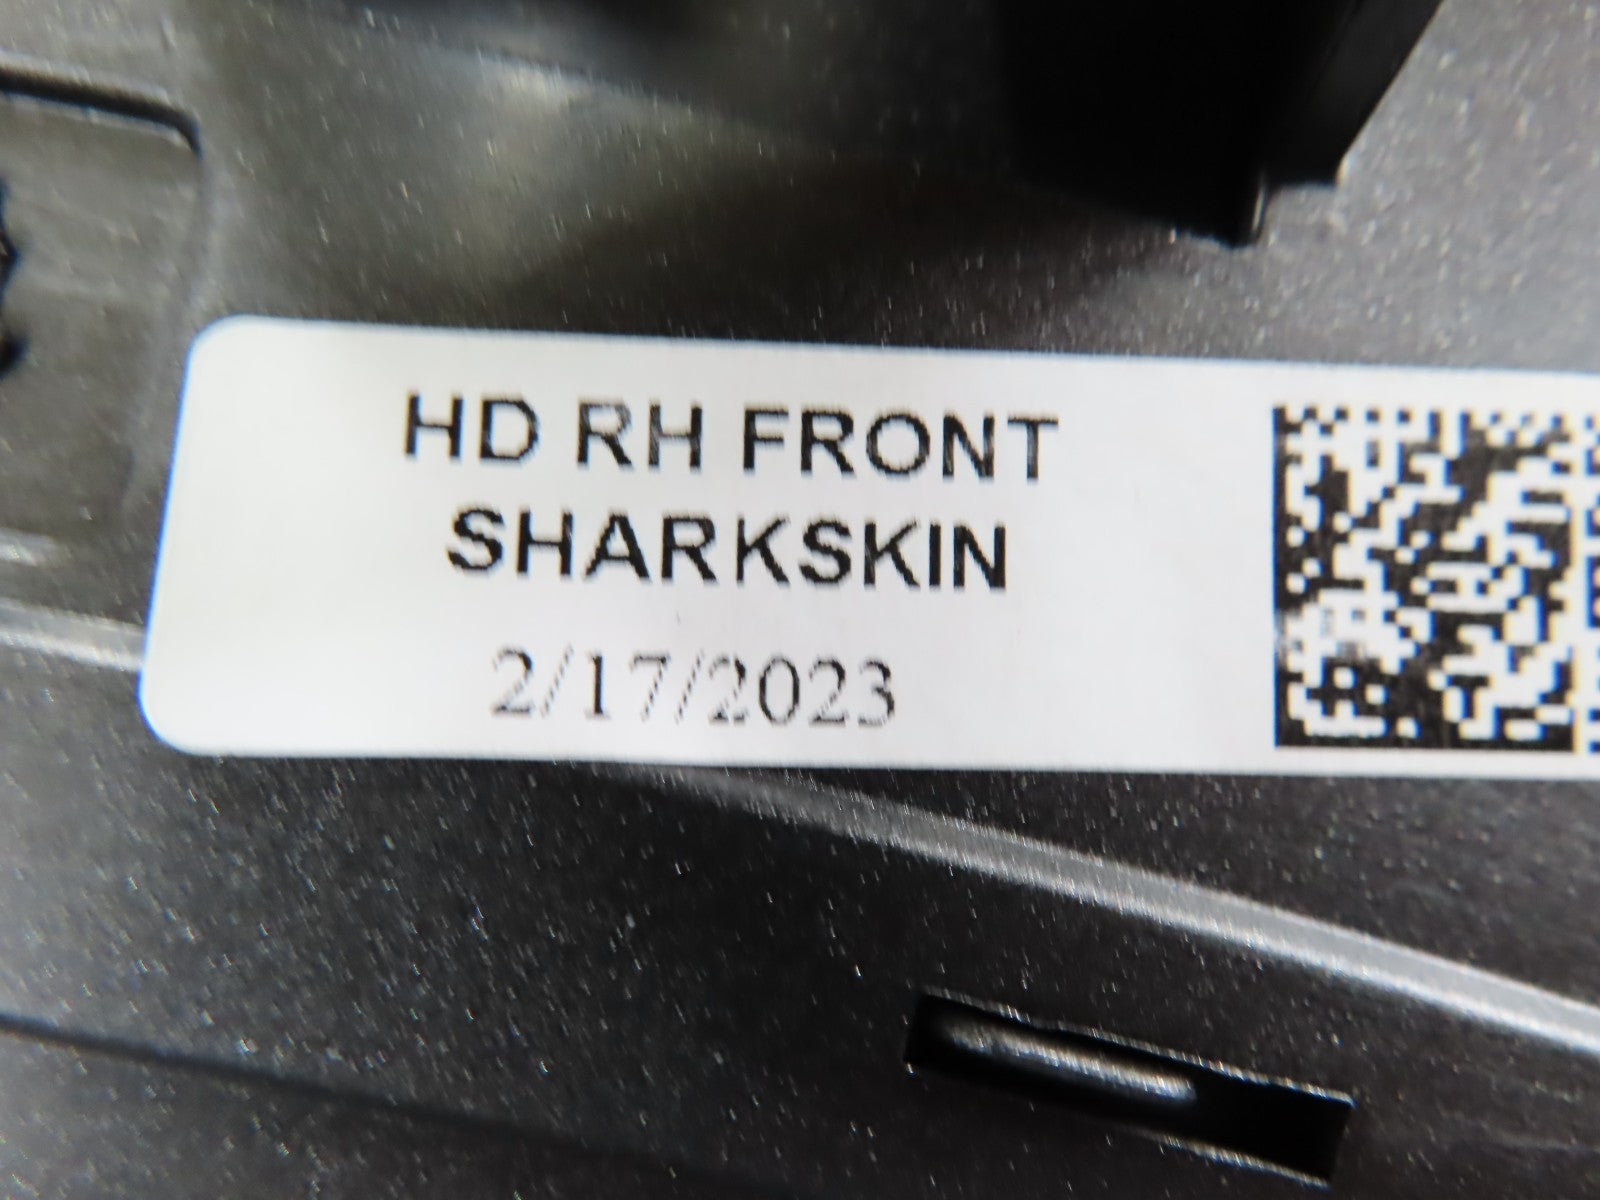 HD RH FRONT
SHARKSKIN
2/17/2023